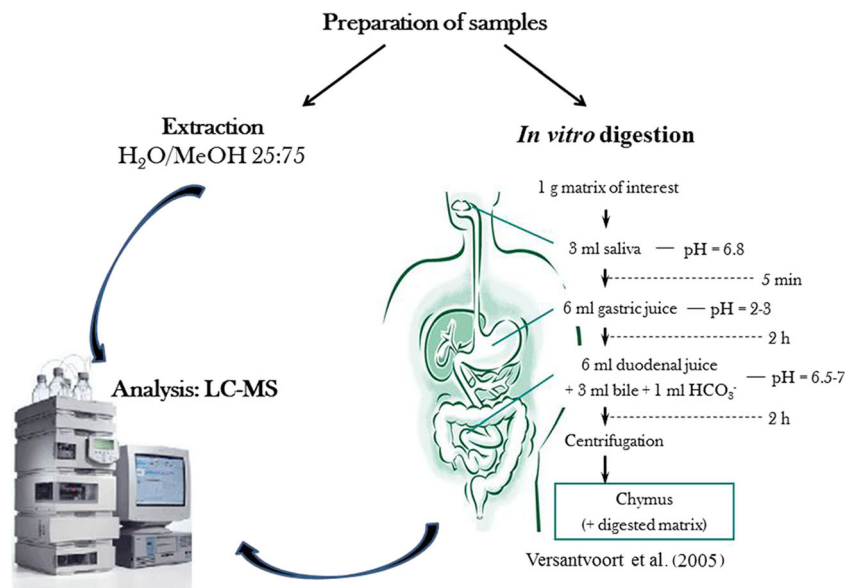 Preparation of samples
Extraction
H₂O/MeOH 25:75
In vitro digestion
1 g matrix of interest
3 ml saliva — pH = 6.8
5 min
6 ml gastric juice — pH = 2-3
2 h
6 ml duodenal juice
+ 3 ml bile + 1 ml HCO₃⁻ — pH = 6.5-7
2 h
Centrifugation
Chymus
(+ digested matrix)
Versantvoort et al. (2005)
Analysis: LC-MS